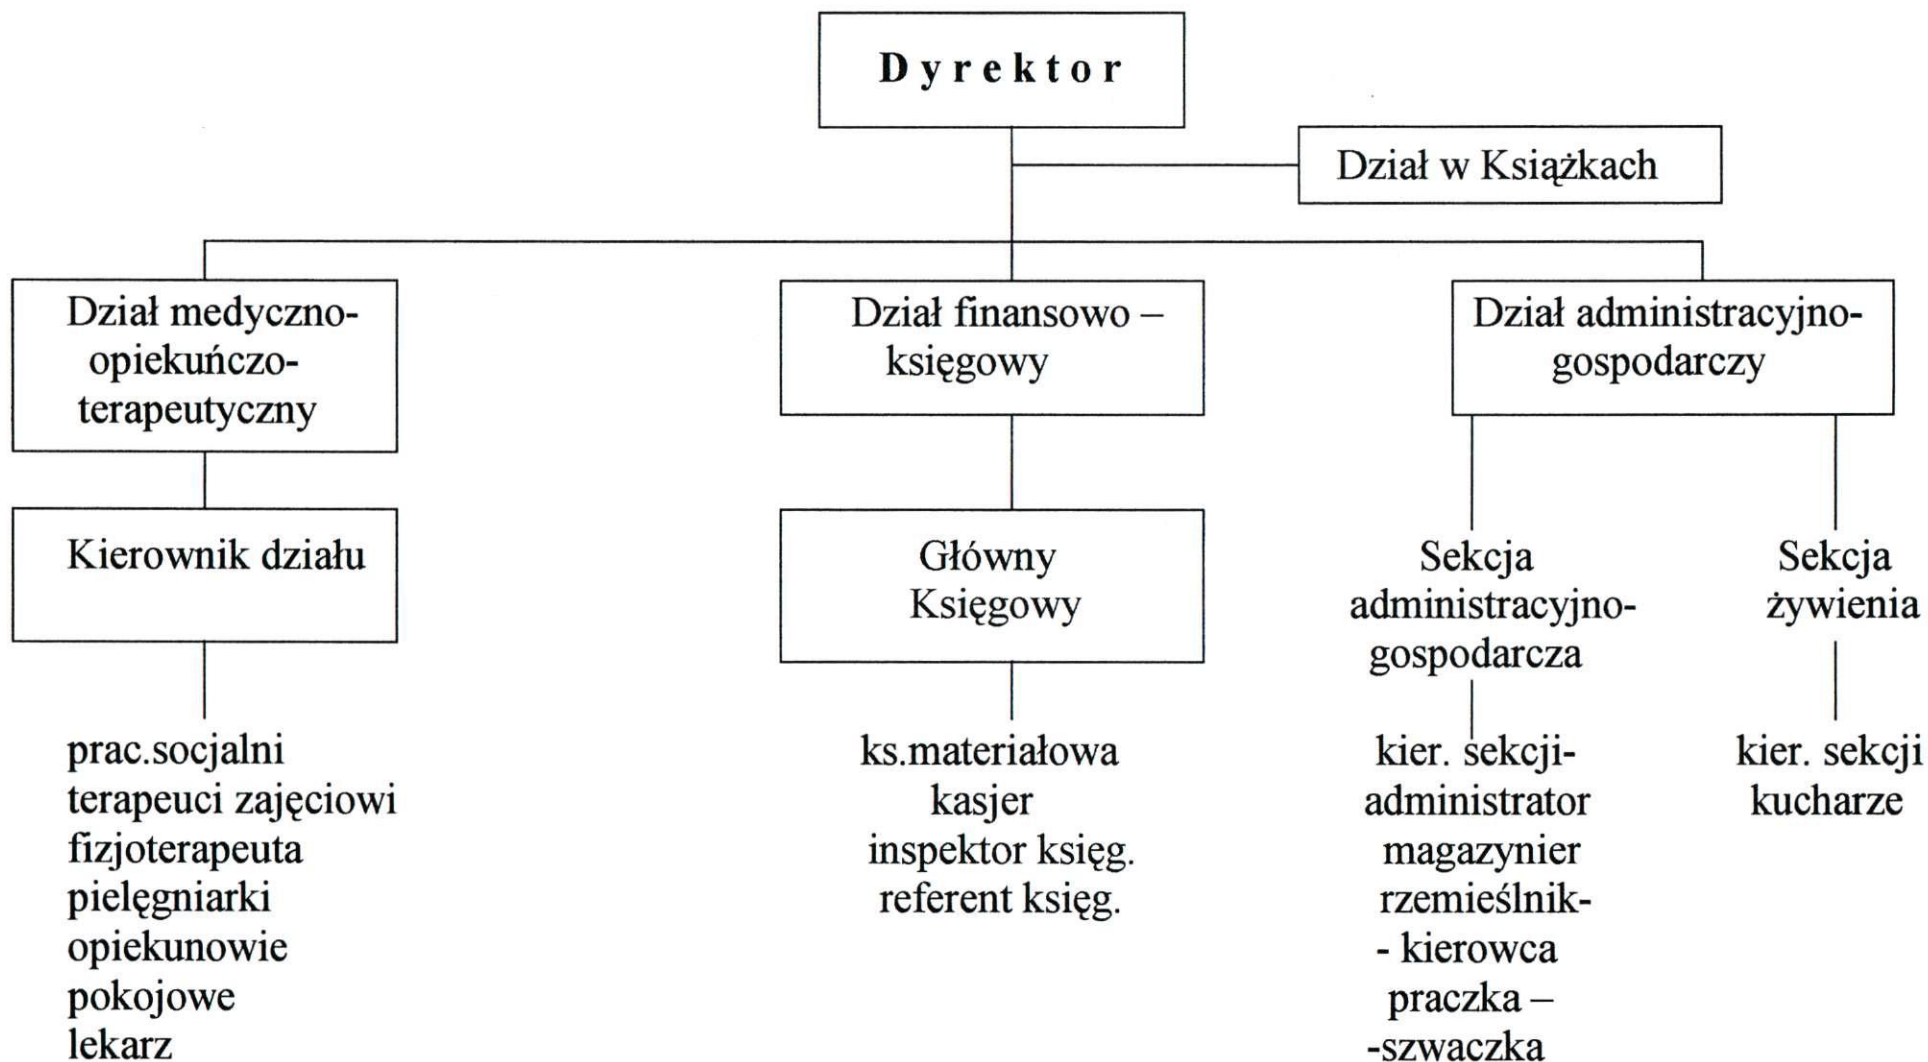 D y r e k t o r
Dział w Książkach
Dział medyczno-
opiekuńczo-
terapeutyczny
Kierownik działu
prac.socjalni
terapeuci zajęciowi
fizjoterapeuta
pielęgniarki
opiekunowie
pokojowe
lekarz
Dział finansowo –
księgowy
Główny
Księgowy
ks.materiałowa
kasjer
inspektor księg.
referent księg.
Dział administracyjno-
gospodarczy
Sekcja
administracyjno-
gospodarcza
kier. sekcji-
administrator
magazynier
rzemieślnik-
- kierowca
praczka –
-szwaczka
Sekcja
żywienia
kier. sekcji
kucharze